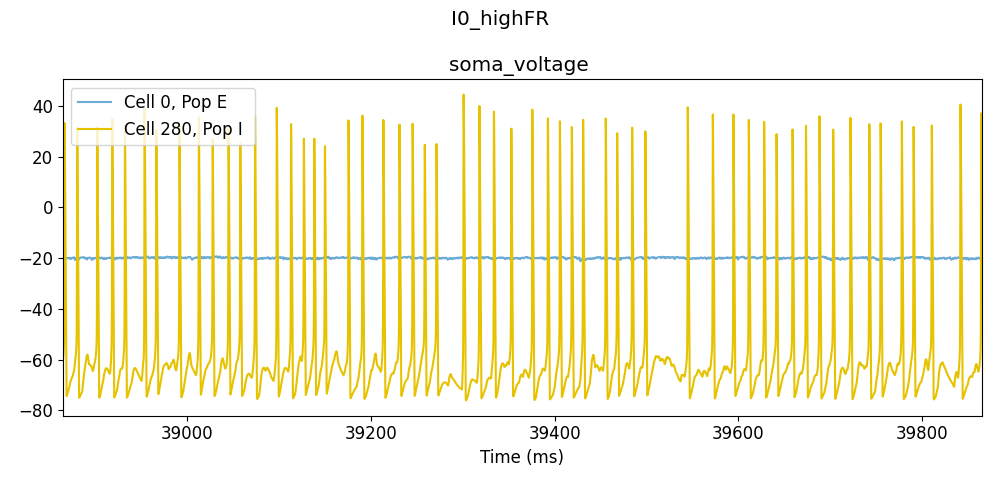 I0_highFR
soma_voltage
Cell 0, Pop E
Cell 280, Pop I
40
20
0
−20
−40
−60
−80
39000
39200
39400
39600
39800
Time (ms)